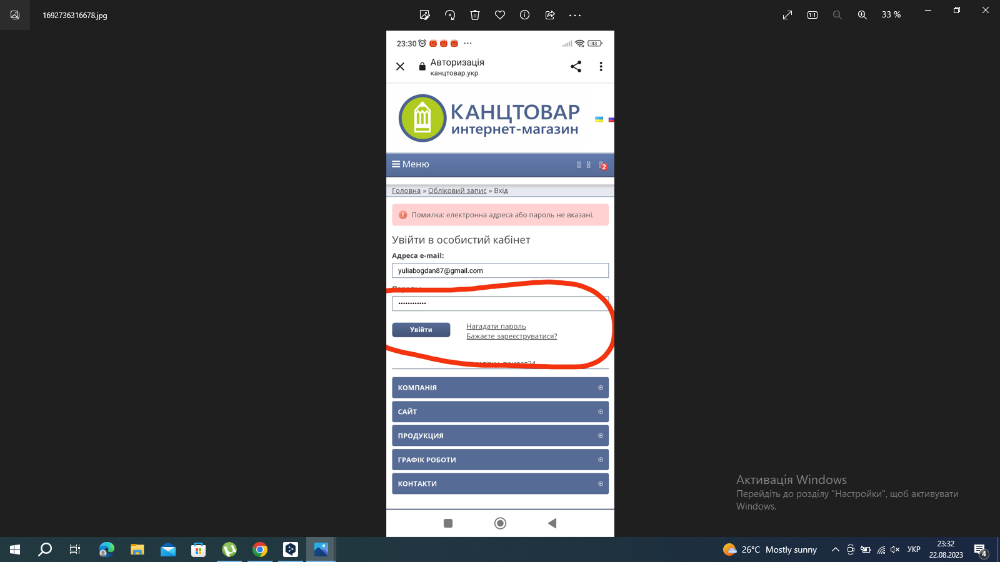 1692736316678.jpg
33 %
23:30
43
Авторизація
канцтовар.укр
КАНЦТОВАР
интернет-магазин
Меню
2
Головна » Обліковий запис » Вхід
Помилка: електронна адреса або пароль не вказані.
Увійти в особистий кабінет
Адреса e-mail:
yuliabogdan87@gmail.com
••••••••••••
Увійти
Нагадати пароль
Бажаєте зареєструватися?
приват24
КОМПАНІЯ
САЙТ
ПРОДУКЦИЯ
ГРАФІК РОБОТИ
КОНТАКТИ
Активація Windows
Перейдіть до розділу "Настройки", щоб активувати
Windows.
26°C Mostly sunny
УКР
23:32
22.08.2023
4